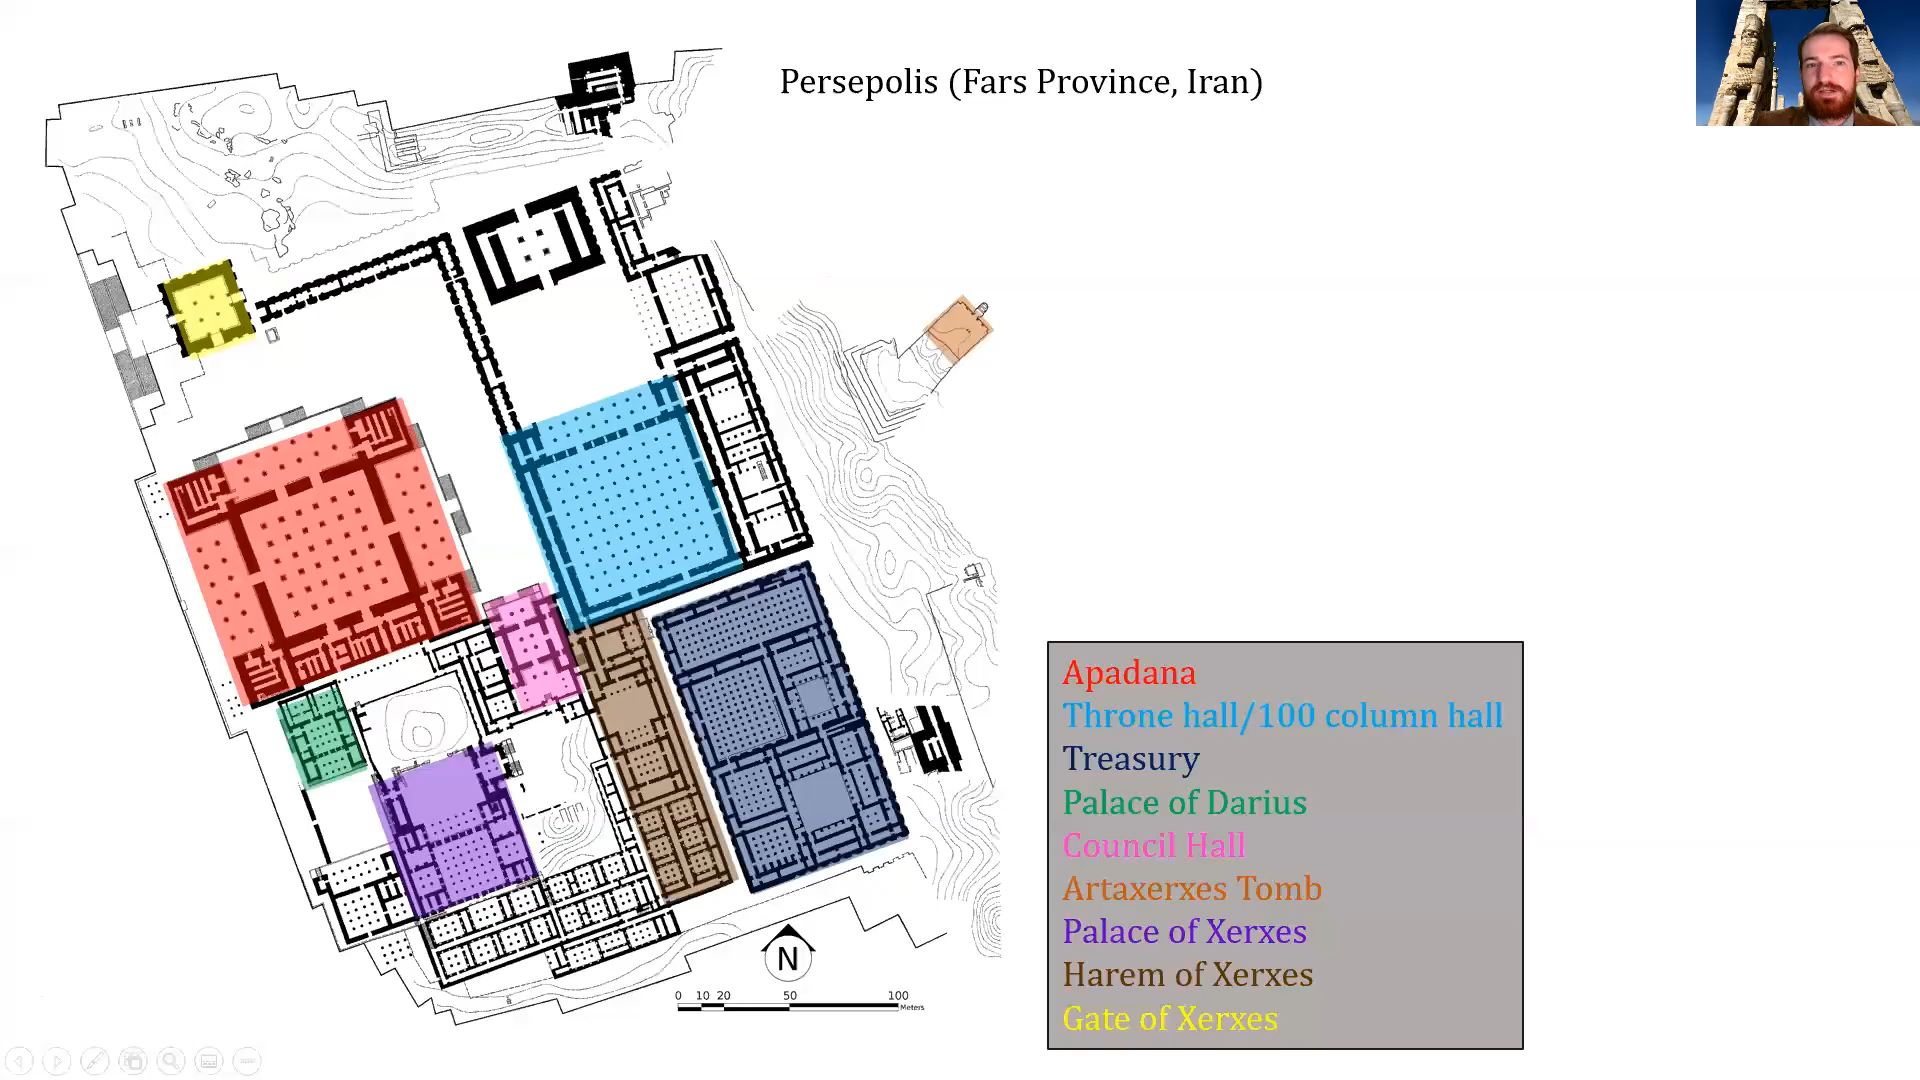 Persepolis (Fars Province, Iran)
Apadana
Throne hall/100 column hall
Treasury
Palace of Darius
Council Hall
Artaxerxes Tomb
Palace of Xerxes
Harem of Xerxes
Gate of Xerxes
N
0 10 20 50 100
Meters